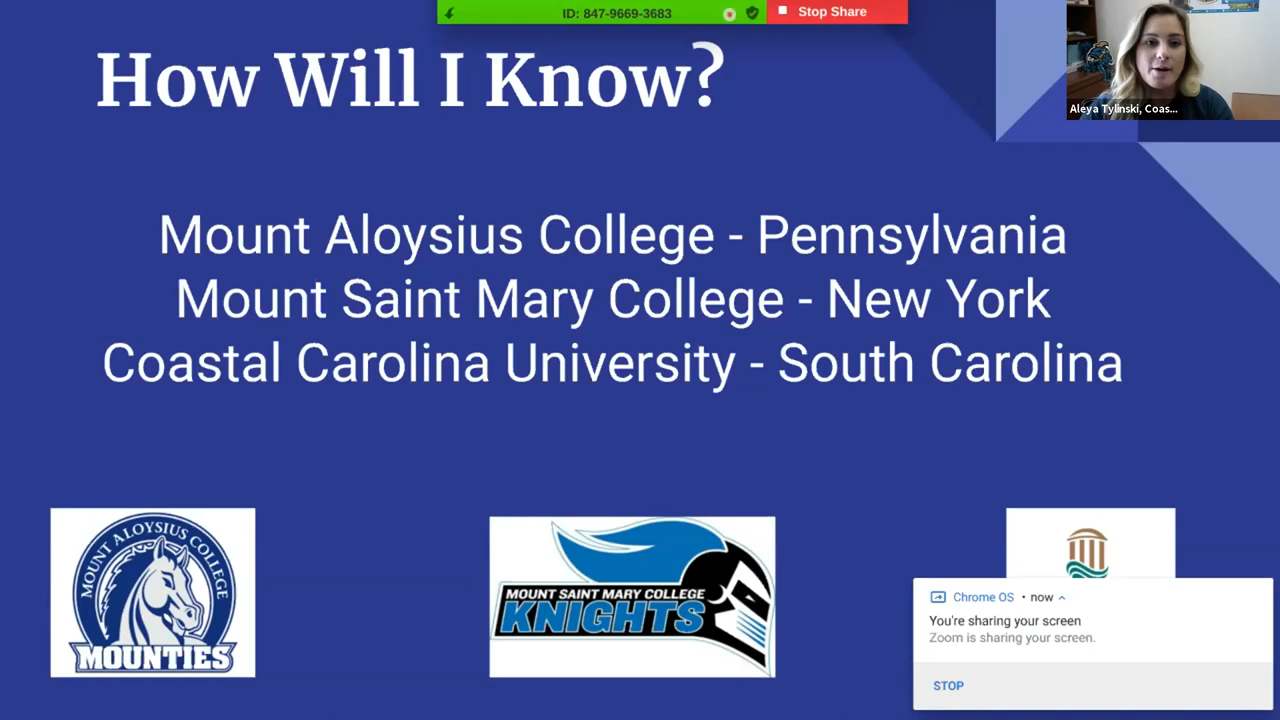 ID: 847-9669-3683
Stop Share
How Will I Know?
Aleya Tylinski, Coas...
Mount Aloysius College - Pennsylvania
Mount Saint Mary College - New York
Coastal Carolina University - South Carolina
MOUNT ALOYSIUS COLLEGE
MOUNTIES
MOUNT SAINT MARY COLLEGE
KNIGHTS
Chrome OS • now
You're sharing your screen
Zoom is sharing your screen.
STOP